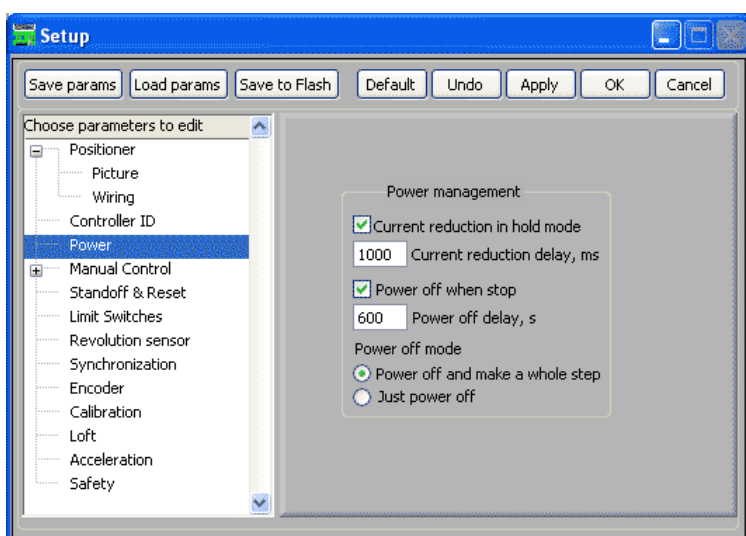 Setup
Save params Load params Save to Flash Default Undo Apply OK Cancel
Choose parameters to edit
Positioner
Picture
Wiring
Controller ID
Power
Manual Control
Standoff & Reset
Limit Switches
Revolution sensor
Synchronization
Encoder
Calibration
Loft
Acceleration
Safety
Power management
Current reduction in hold mode
1000 Current reduction delay, ms
Power off when stop
600 Power off delay, s
Power off mode
Power off and make a whole step
Just power off